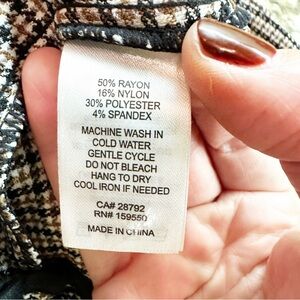 50% RAYON
16% NYLON
30% POLYESTER
4% SPANDEX
MACHINE WASH IN
COLD WATER
GENTLE CYCLE
DO NOT BLEACH
HANG TO DRY
COOL IRON IF NEEDED
CA# 28792
RN# 159550
MADE IN CHINA